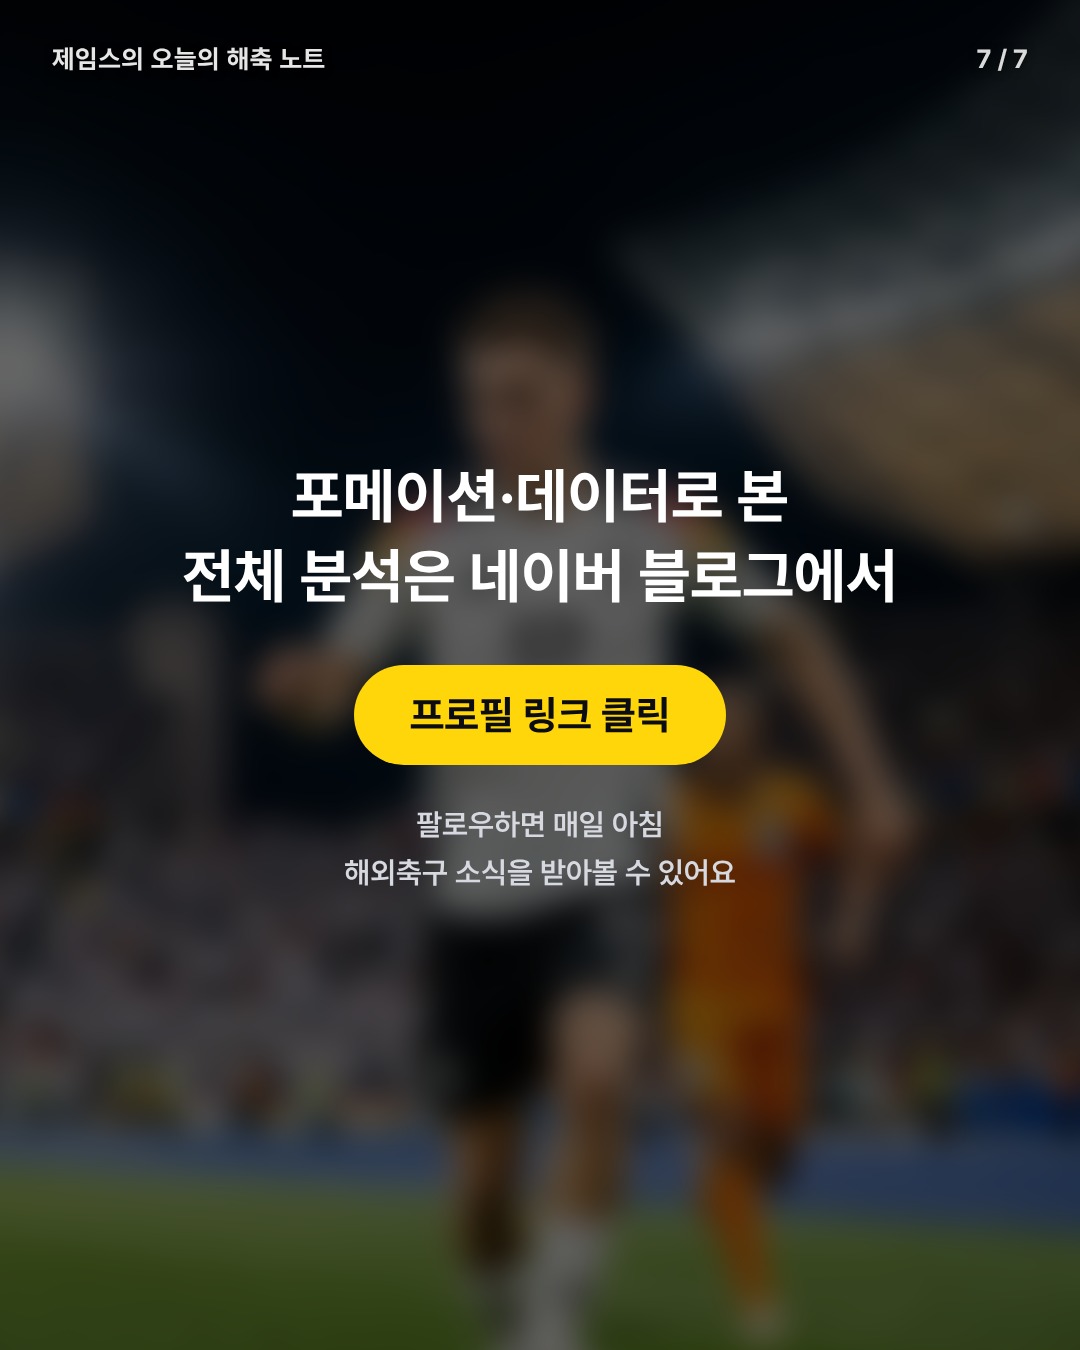 제임스의 오늘의 해축 노트
7 / 7
포메이션·데이터로 본
전체 분석은 네이버 블로그에서
프로필 링크 클릭
팔로우하면 매일 아침
해외축구 소식을 받아볼 수 있어요